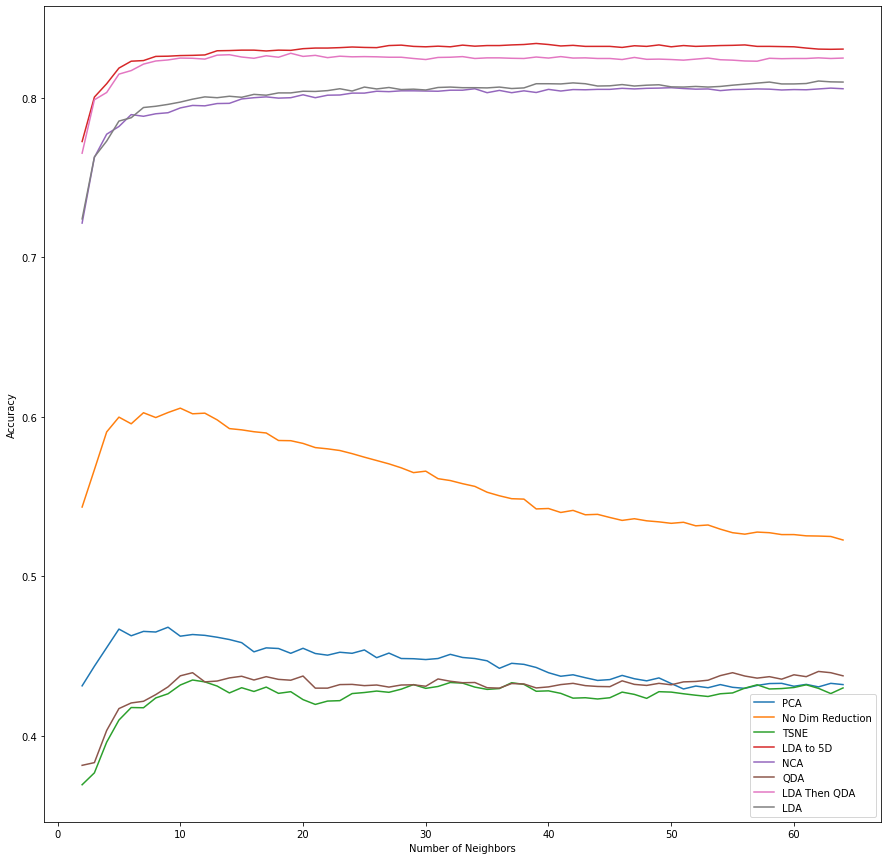 0.8
0.7
0.6
0.5
0.4
Accuracy
0
10
20
30
40
50
60
Number of Neighbors
PCA
No Dim Reduction
TSNE
LDA to 5D
NCA
QDA
LDA Then QDA
LDA